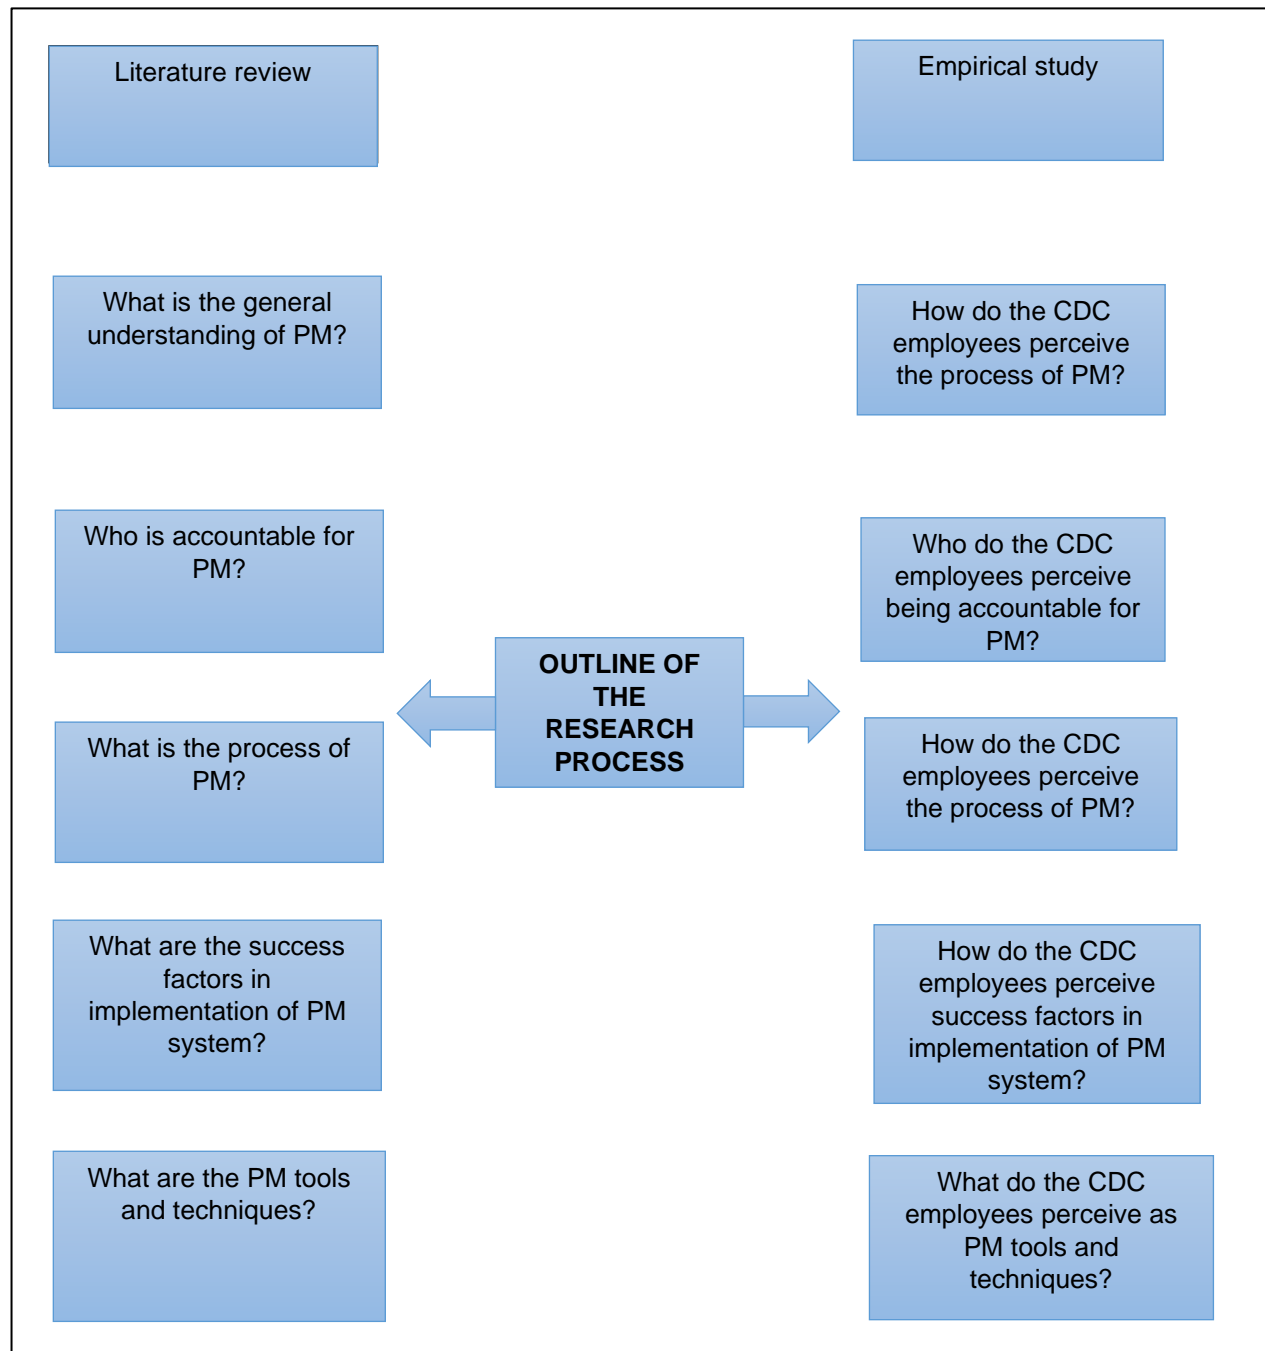 Literature review
Empirical study
What is the general
understanding of PM?
How do the CDC
employees perceive
the process of PM?
Who is accountable for
PM?
Who do the CDC
employees perceive
being accountable for
PM?
OUTLINE OF
THE
RESEARCH
PROCESS
What is the process of
PM?
How do the CDC
employees perceive
the process of PM?
What are the success
factors in
implementation of PM
system?
How do the CDC
employees perceive
success factors in
implementation of PM
system?
What are the PM tools
and techniques?
What do the CDC
employees perceive as
PM tools and
techniques?